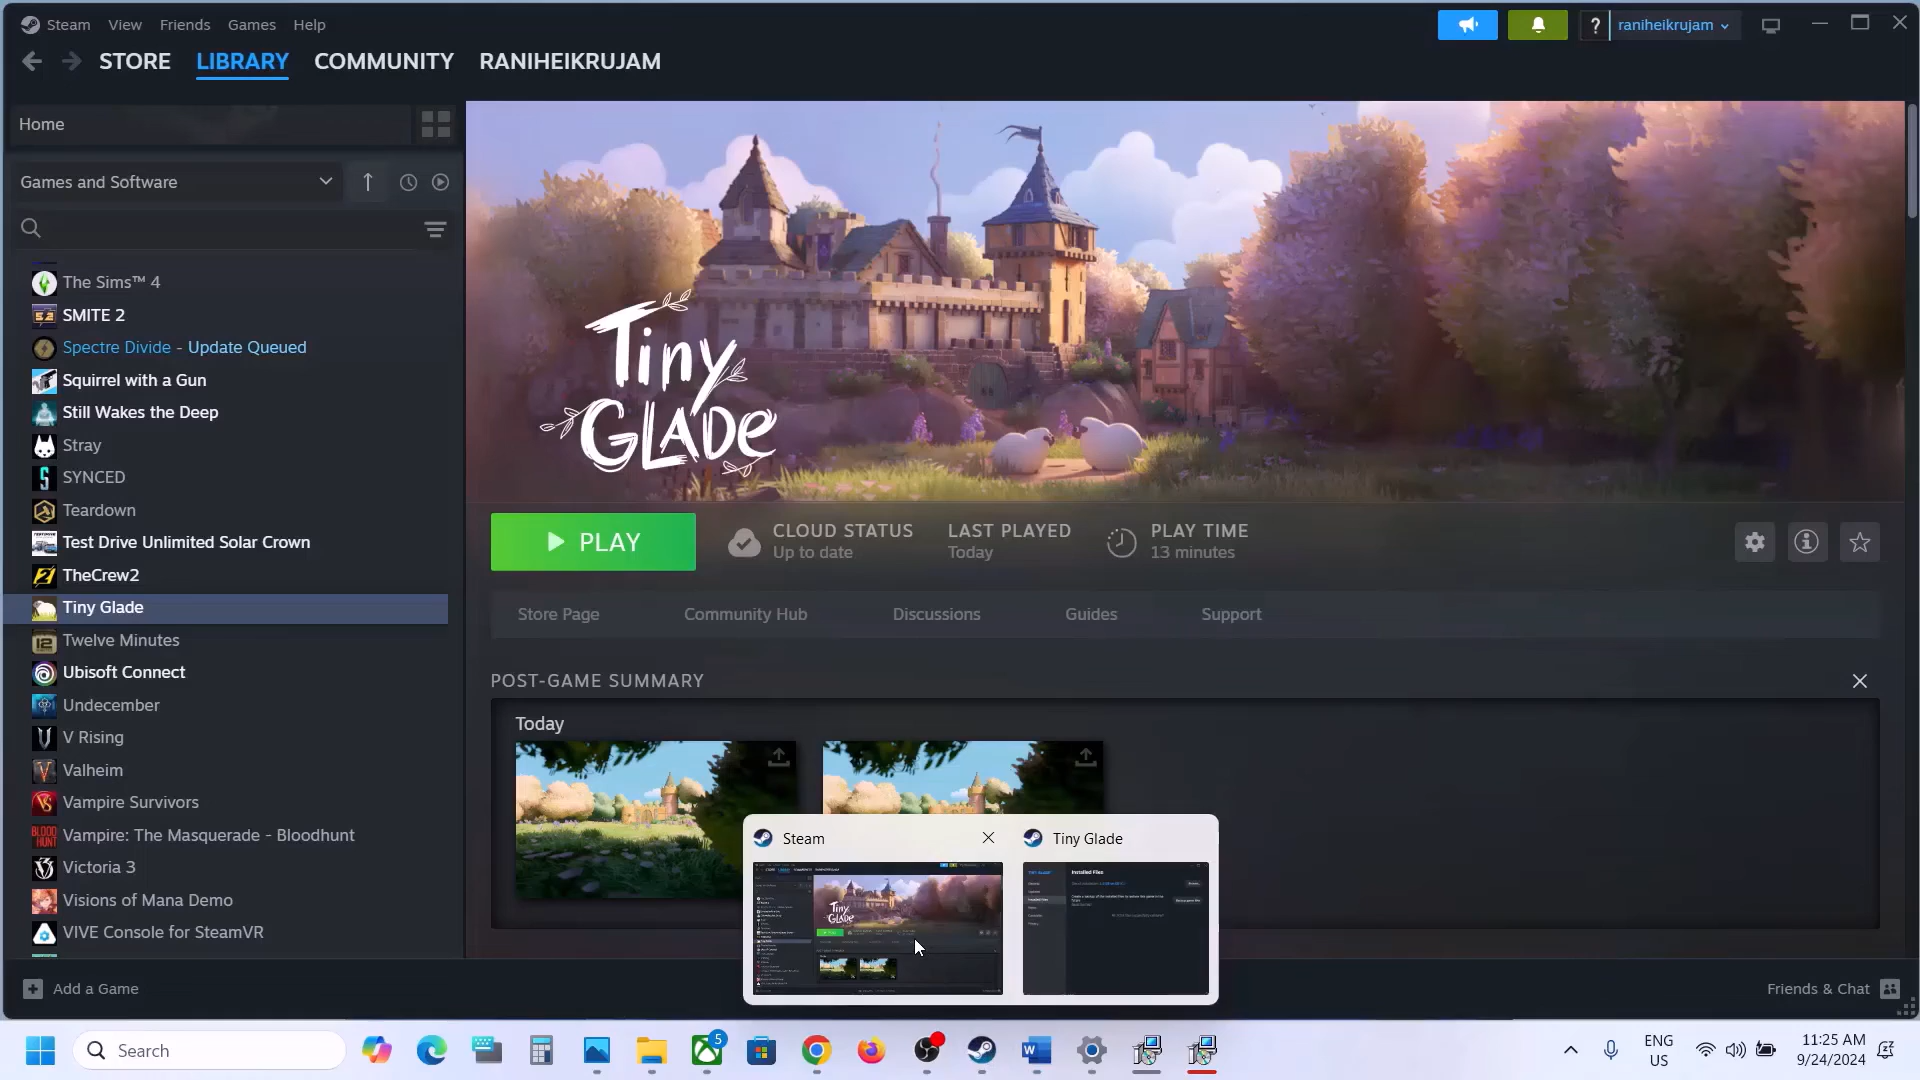 Steam View Friends Games Help
raniheikrujam
STORE LIBRARY COMMUNITY RANIHEIKRUJAM
Home
Games and Software
The Sims™ 4
SMITE 2
Spectre Divide - Update Queued
Squirrel with a Gun
Still Wakes the Deep
Stray
SYNCED
Teardown
Test Drive Unlimited Solar Crown
TheCrew2
Tiny Glade
Twelve Minutes
Ubisoft Connect
Undecember
V Rising
Valheim
Vampire Survivors
Vampire: The Masquerade - Bloodhunt
Victoria 3
Visions of Mana Demo
VIVE Console for SteamVR
Tiny
GLADE
PLAY
CLOUD STATUS
Up to date
LAST PLAYED
Today
PLAY TIME
13 minutes
Store Page Community Hub Discussions Guides Support
POST-GAME SUMMARY
Today
Steam
Tiny Glade
Installed Files
Add a Game
Friends & Chat
Search
5
ENG
US
11:25 AM
9/24/2024